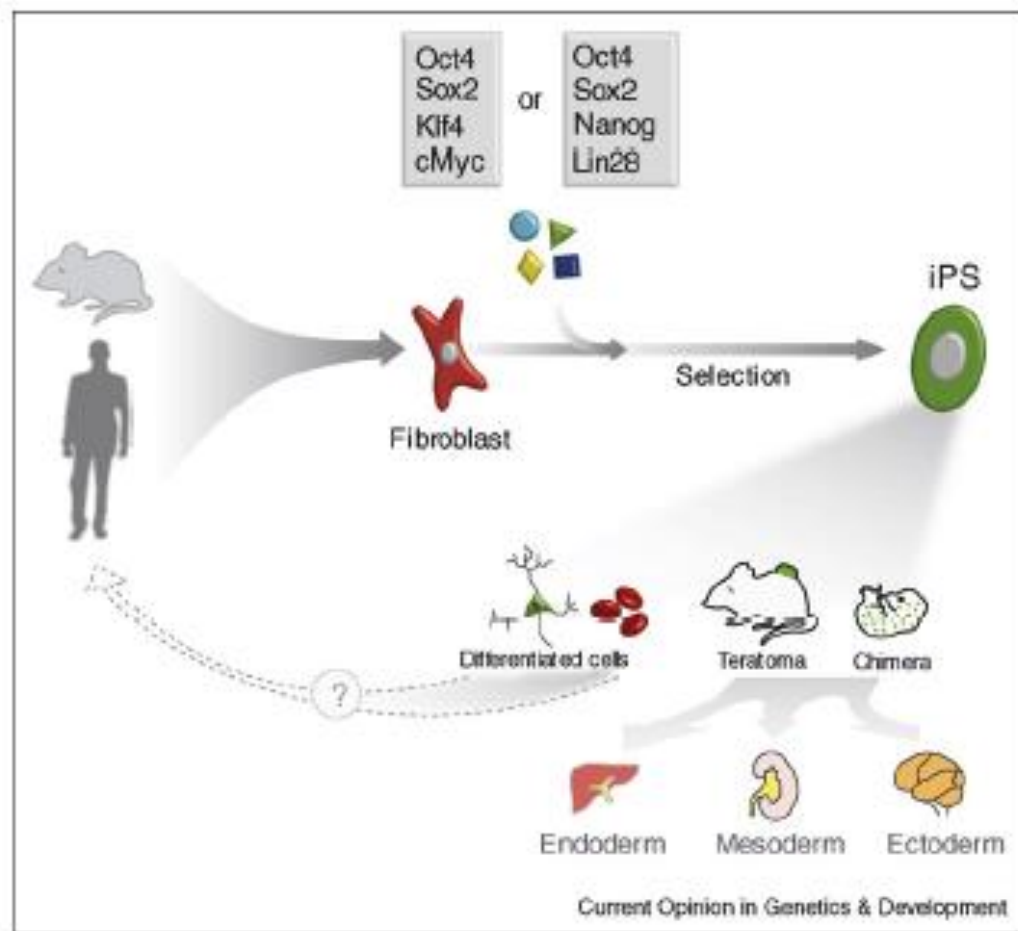 Oct4
Sox2
Klf4
cMyc
or
Oct4
Sox2
Nanog
Lin28
iPS
Selection
Fibroblast
Differentiated cells
Teratoma
Chimera
?
Endoderm
Mesoderm
Ectoderm
Current Opinion in Genetics & Development